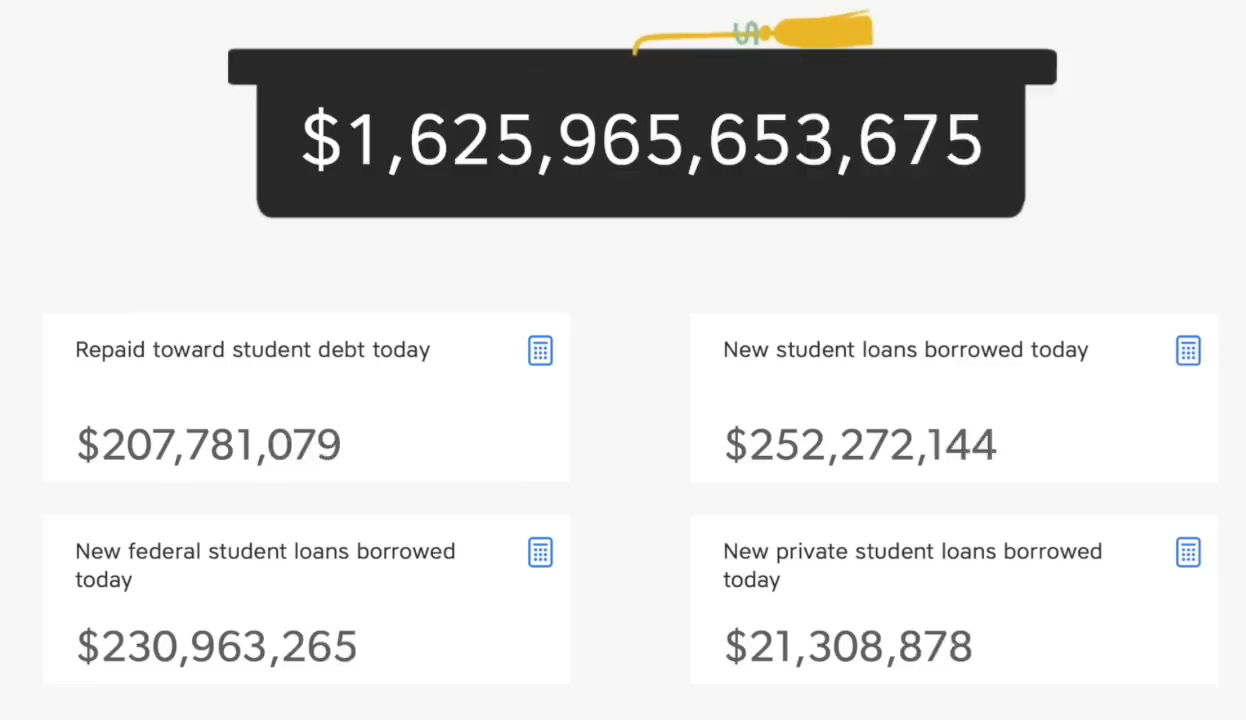 $
$1,625,965,653,675
Repaid toward student debt today
$207,781,079
New student loans borrowed today
$252,272,144
New federal student loans borrowed
today
$230,963,265
New private student loans borrowed
today
$21,308,878